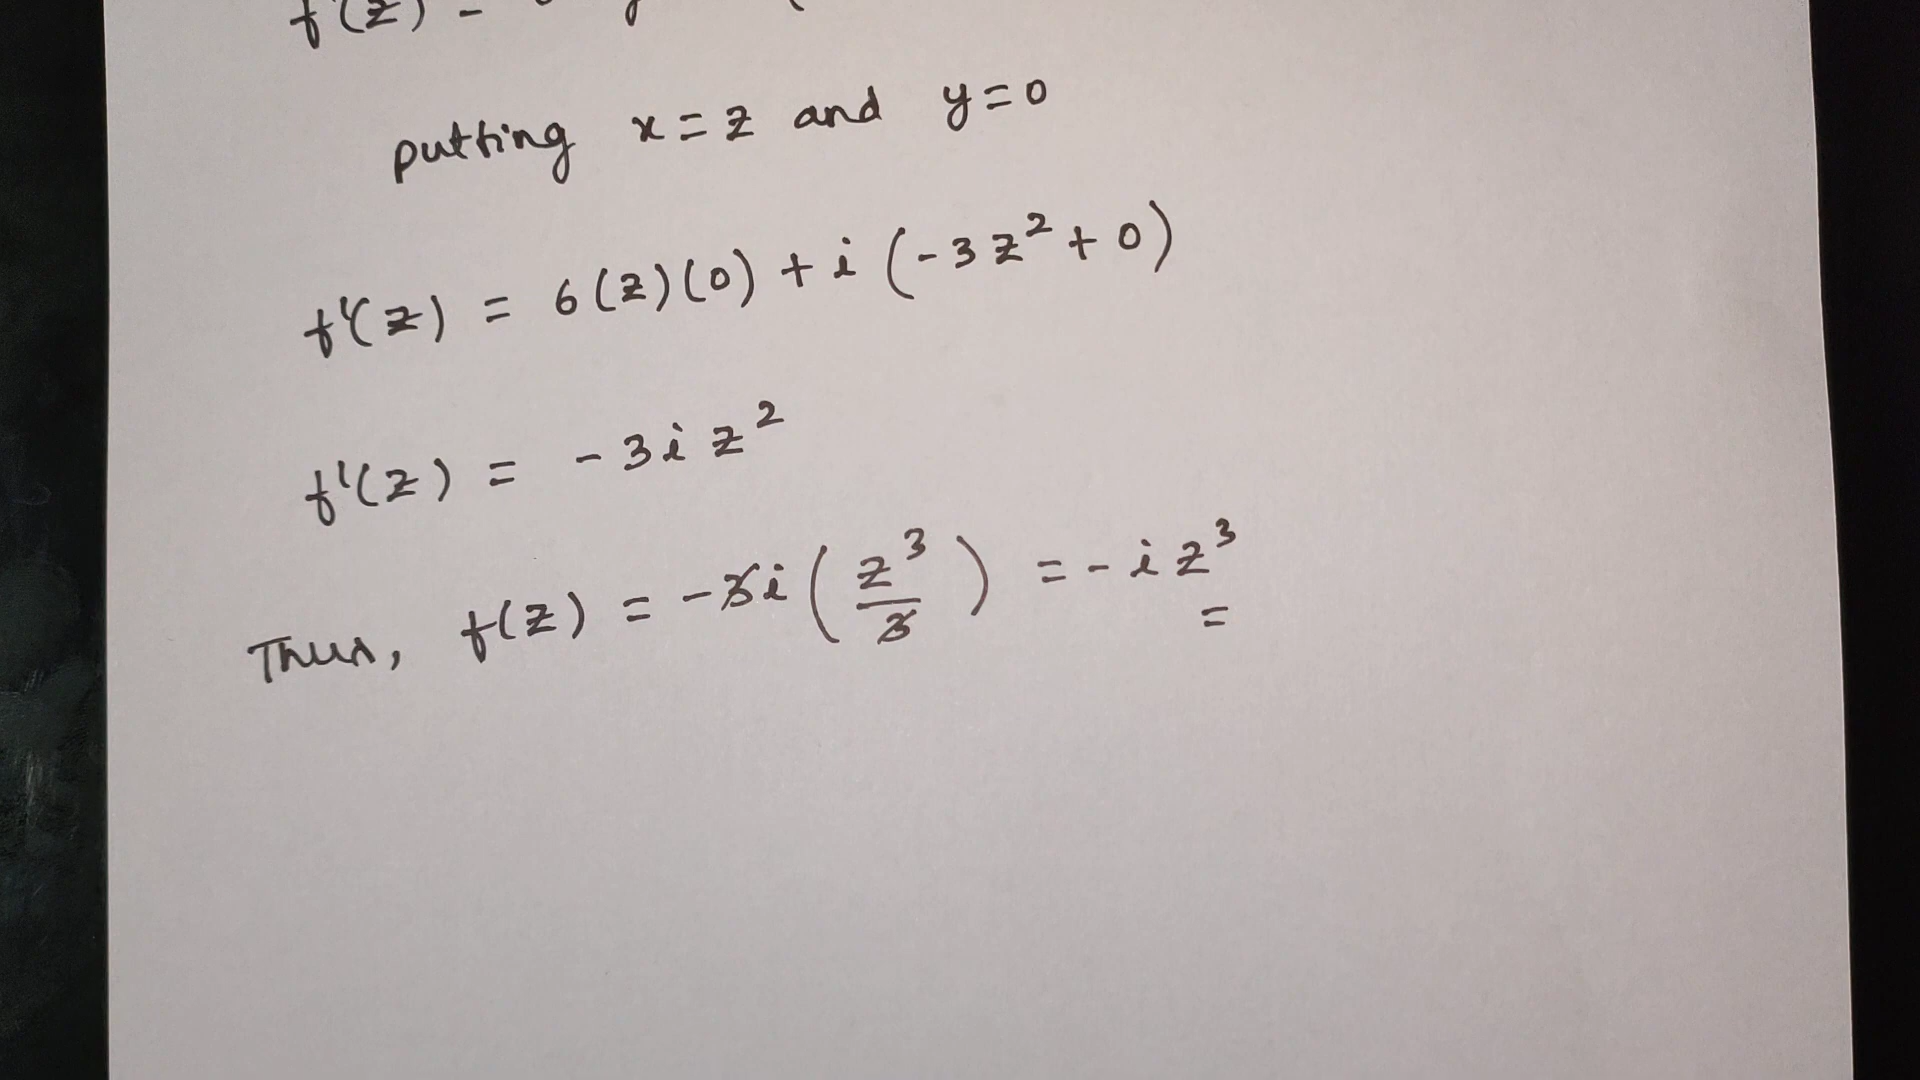 f'(z) =
putting x = z and y = 0
f'(z) = 6(z)(0) + i(-3z² + 0)
f'(z) = -3iz²
Thus, f(z) = -3i(z³/3) = -iz³